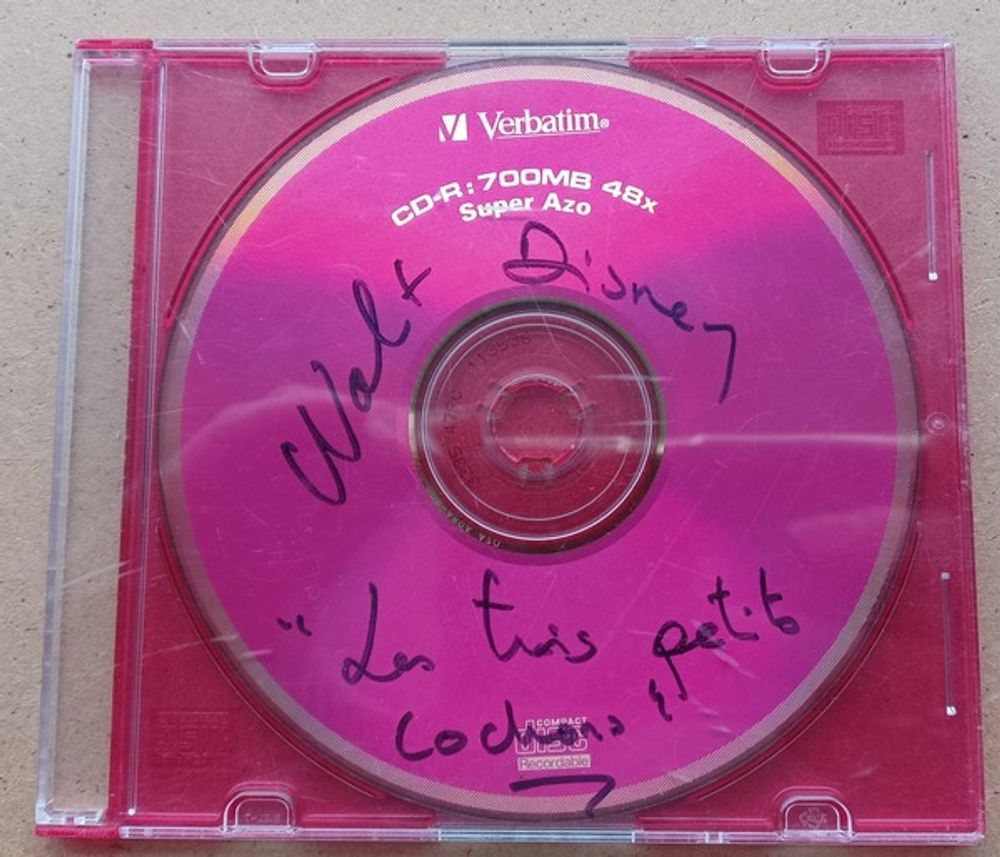 Verbatim
CD-R:700MB 48x
Super Azo
Walt Disney
"Les trois petits
cochons"
COMPACT
disc
Recordable